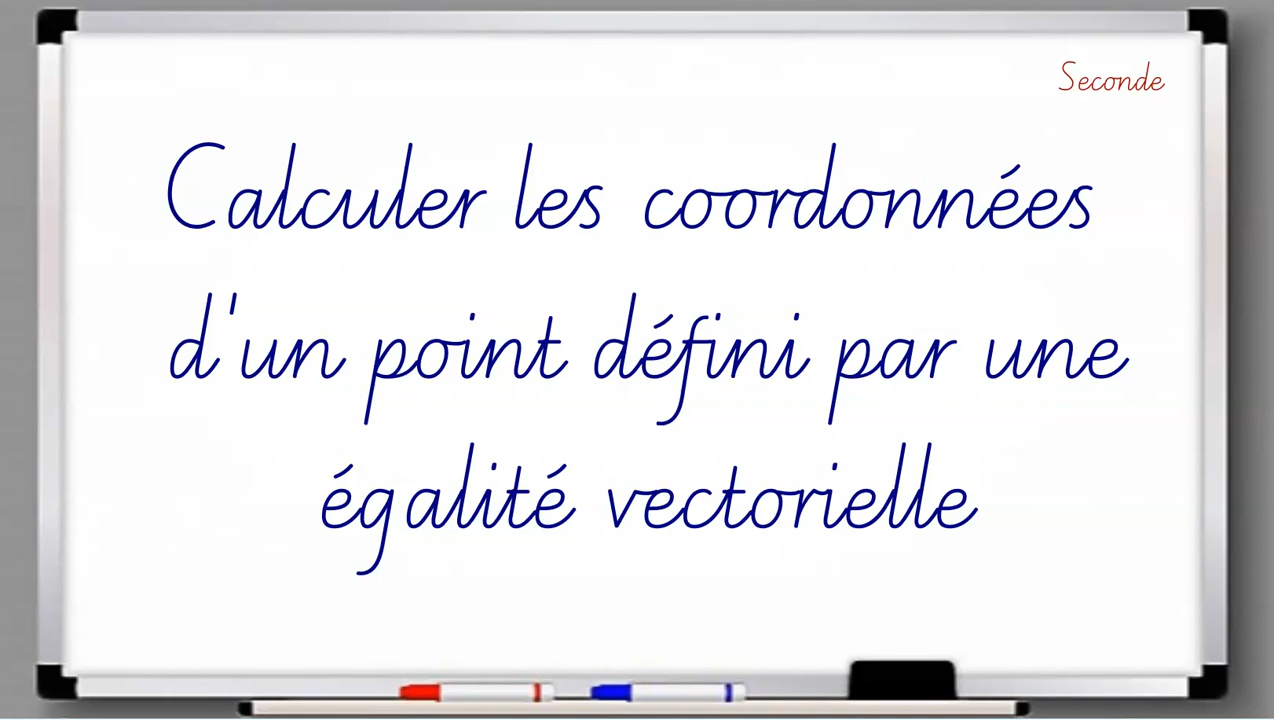 Seconde
Calculer les coordonnées
d'un point défini par une
égalité vectorielle